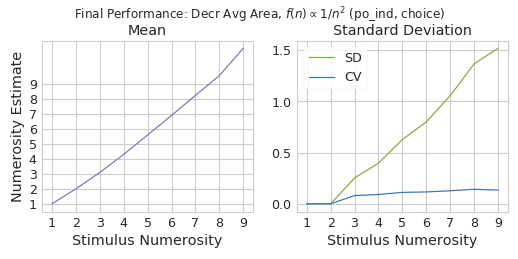 Final Performance: Decr Avg Area, f(n) ∝ 1/n² (po_ind, choice)
Mean
Standard Deviation
Numerosity Estimate
9
8
7
6
5
4
3
2
1
1 2 3 4 5 6 7 8 9
Stimulus Numerosity
SD
CV
1.5
1.0
0.5
0.0
1 2 3 4 5 6 7 8 9
Stimulus Numerosity